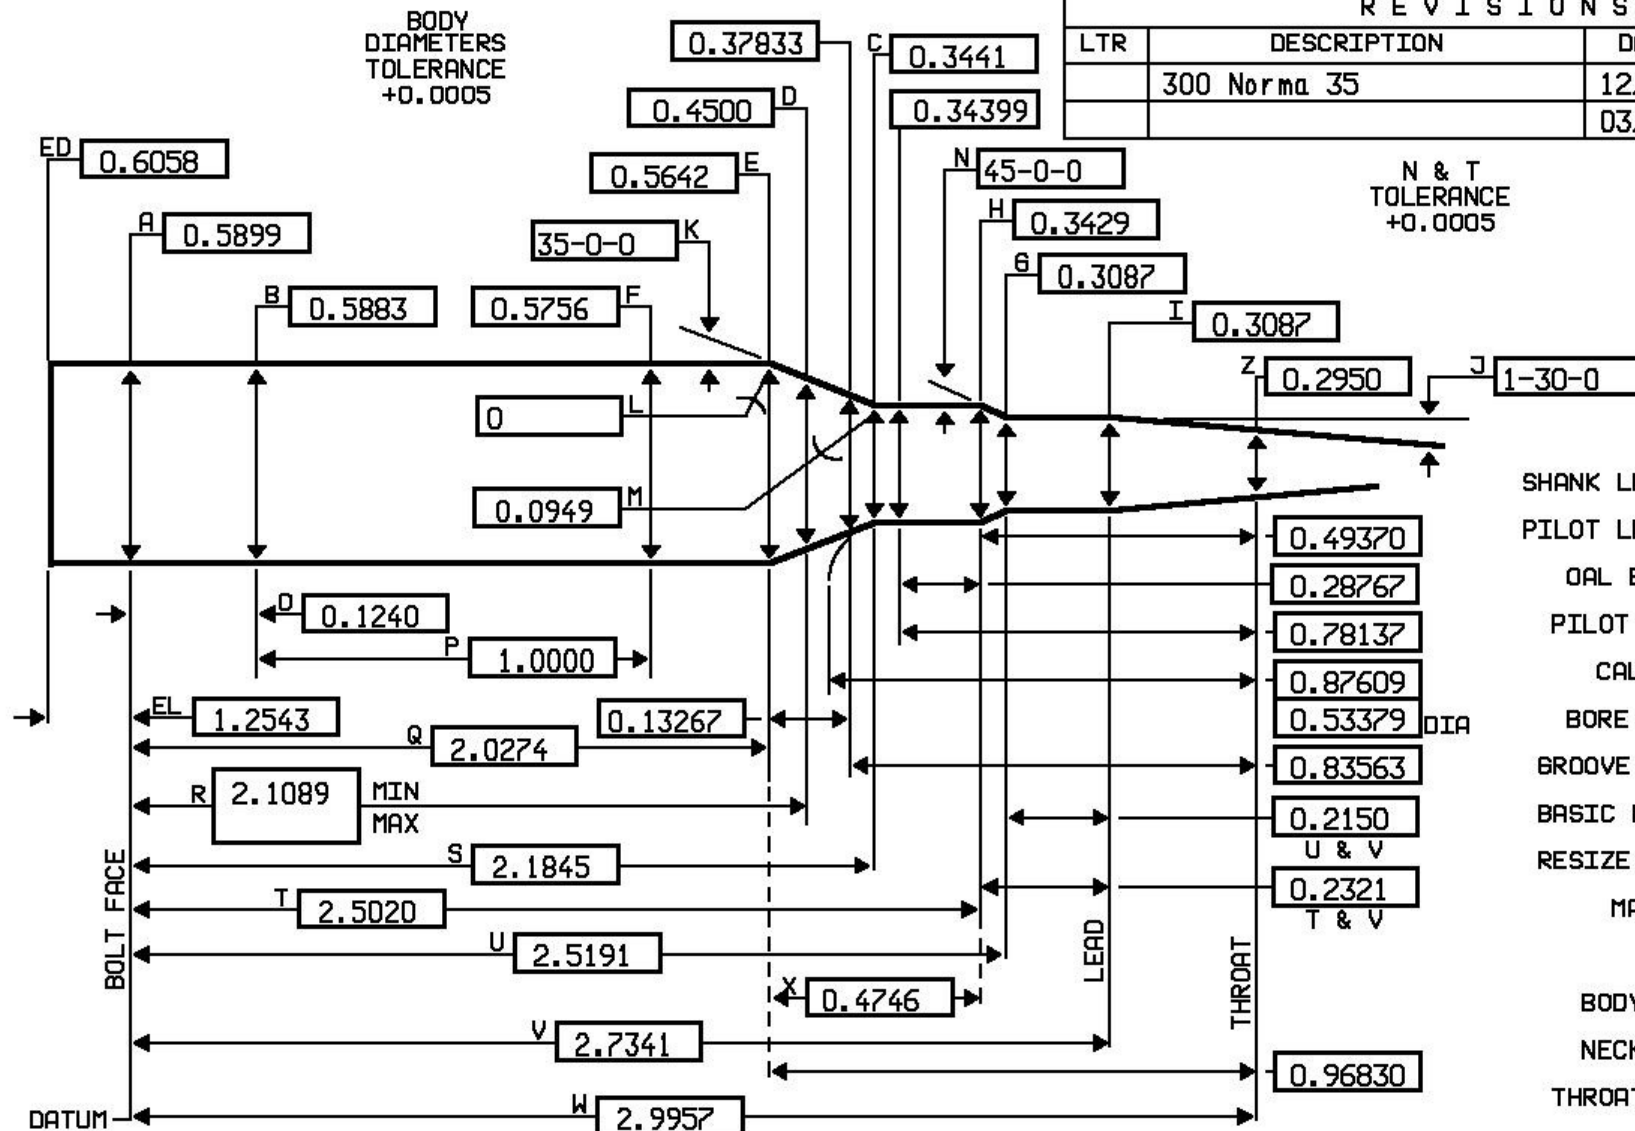 REVISIONS
LTR DESCRIPTION
300 Norma 35 12
03
BODY
DIAMETERS
TOLERANCE
+0.0005
0.37833
C 0.3441
0.4500 D
0.34399
ED 0.6058
0.5642 E
N 45-0-0
N & T
TOLERANCE
+0.0005
A 0.5899
35-0-0 K
H 0.3429
G 0.3087
B 0.5883
0.5756 F
I 0.3087
Z 0.2950
J 1-30-0
0 L
0.0949 M
SHANK
0.49370
PILOT
0.28767
OAL
O 0.1240
0.78137
PILOT
P 1.0000
0.87609
EL 1.2543
0.13267
0.53379 DIA
BORE
Q 2.0274
0.83563
GROOVE
R 2.1089 MIN
MAX
0.2150
U & V
BASIC
S 2.1845
RESIZE
0.2321
T & V
T 2.5020
U 2.5191
BOLT FACE
LEAD
THROAT
X 0.4746
BODY
V 2.7341
NECK
0.96830
THROAT
DATUM
W 2.9957